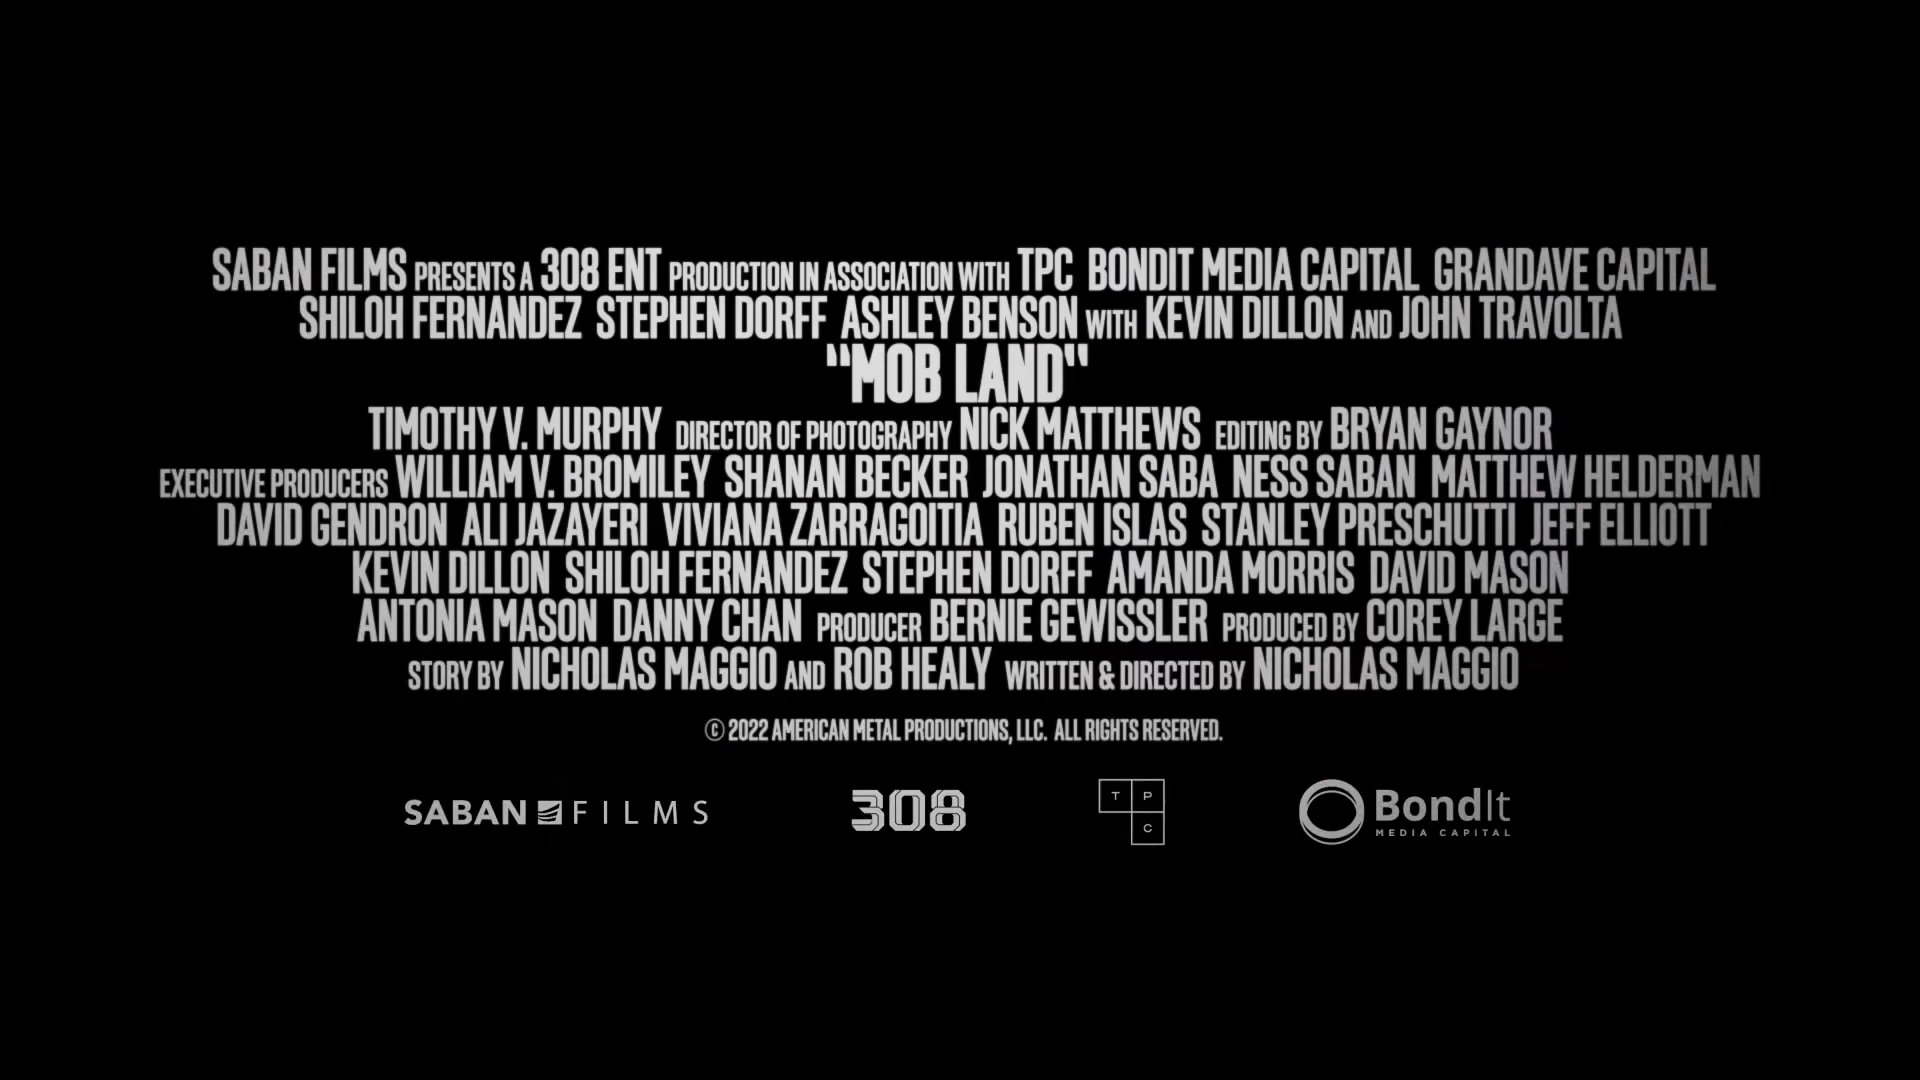 SABAN FILMS PRESENTS A 308 ENT PRODUCTION IN ASSOCIATION WITH TPC BONDIT MEDIA CAPITAL GRANDAVE CAPITAL
SHILOH FERNANDEZ STEPHEN DORFF ASHLEY BENSON WITH KEVIN DILLON AND JOHN TRAVOLTA
"MOB LAND"
TIMOTHY V. MURPHY DIRECTOR OF PHOTOGRAPHY NICK MATTHEWS EDITING BY BRYAN GAYNOR
EXECUTIVE PRODUCERS WILLIAM V. BROMILEY SHANAN BECKER JONATHAN SABA NESS SABAN MATTHEW HELDERMAN
DAVID GENDRON ALI JAZAYERI VIVIANA ZARRAGOITIA RUBEN ISLAS STANLEY PRESCHUTTI JEFF ELLIOTT
KEVIN DILLON SHILOH FERNANDEZ STEPHEN DORFF AMANDA MORRIS DAVID MASON
ANTONIA MASON DANNY CHAN PRODUCER BERNIE GEWISSLER PRODUCED BY COREY LARGE
STORY BY NICHOLAS MAGGIO AND ROB HEALY WRITTEN & DIRECTED BY NICHOLAS MAGGIO
© 2022 AMERICAN METAL PRODUCTIONS, LLC. ALL RIGHTS RESERVED.
SABAN FILMS
308
T P C
BondIt
MEDIA CAPITAL